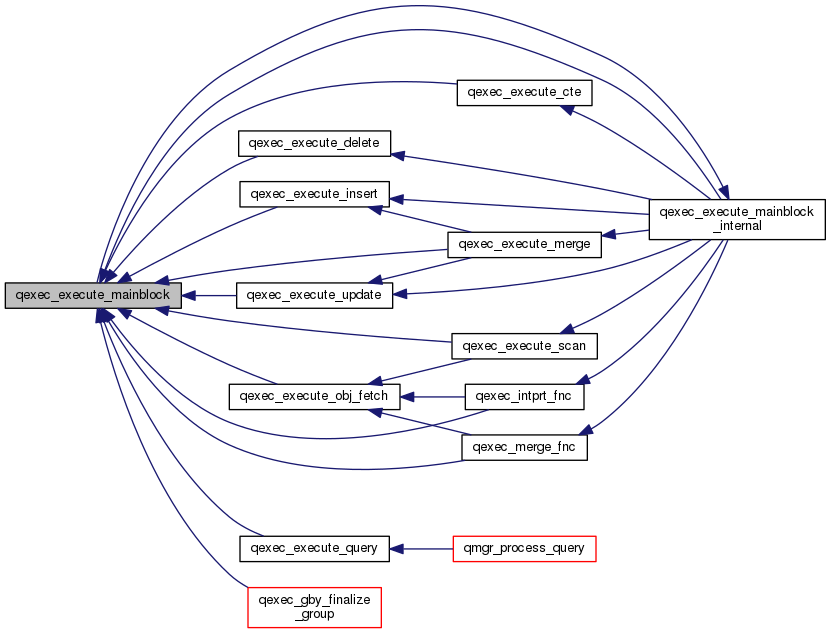 qexec_execute_cte
qexec_execute_delete
qexec_execute_insert
qexec_execute_mainblock
_internal
qexec_execute_merge
qexec_execute_mainblock
qexec_execute_update
qexec_execute_scan
qexec_execute_obj_fetch
qexec_intprt_fnc
qexec_merge_fnc
qexec_execute_query
qmgr_process_query
qexec_gby_finalize
_group